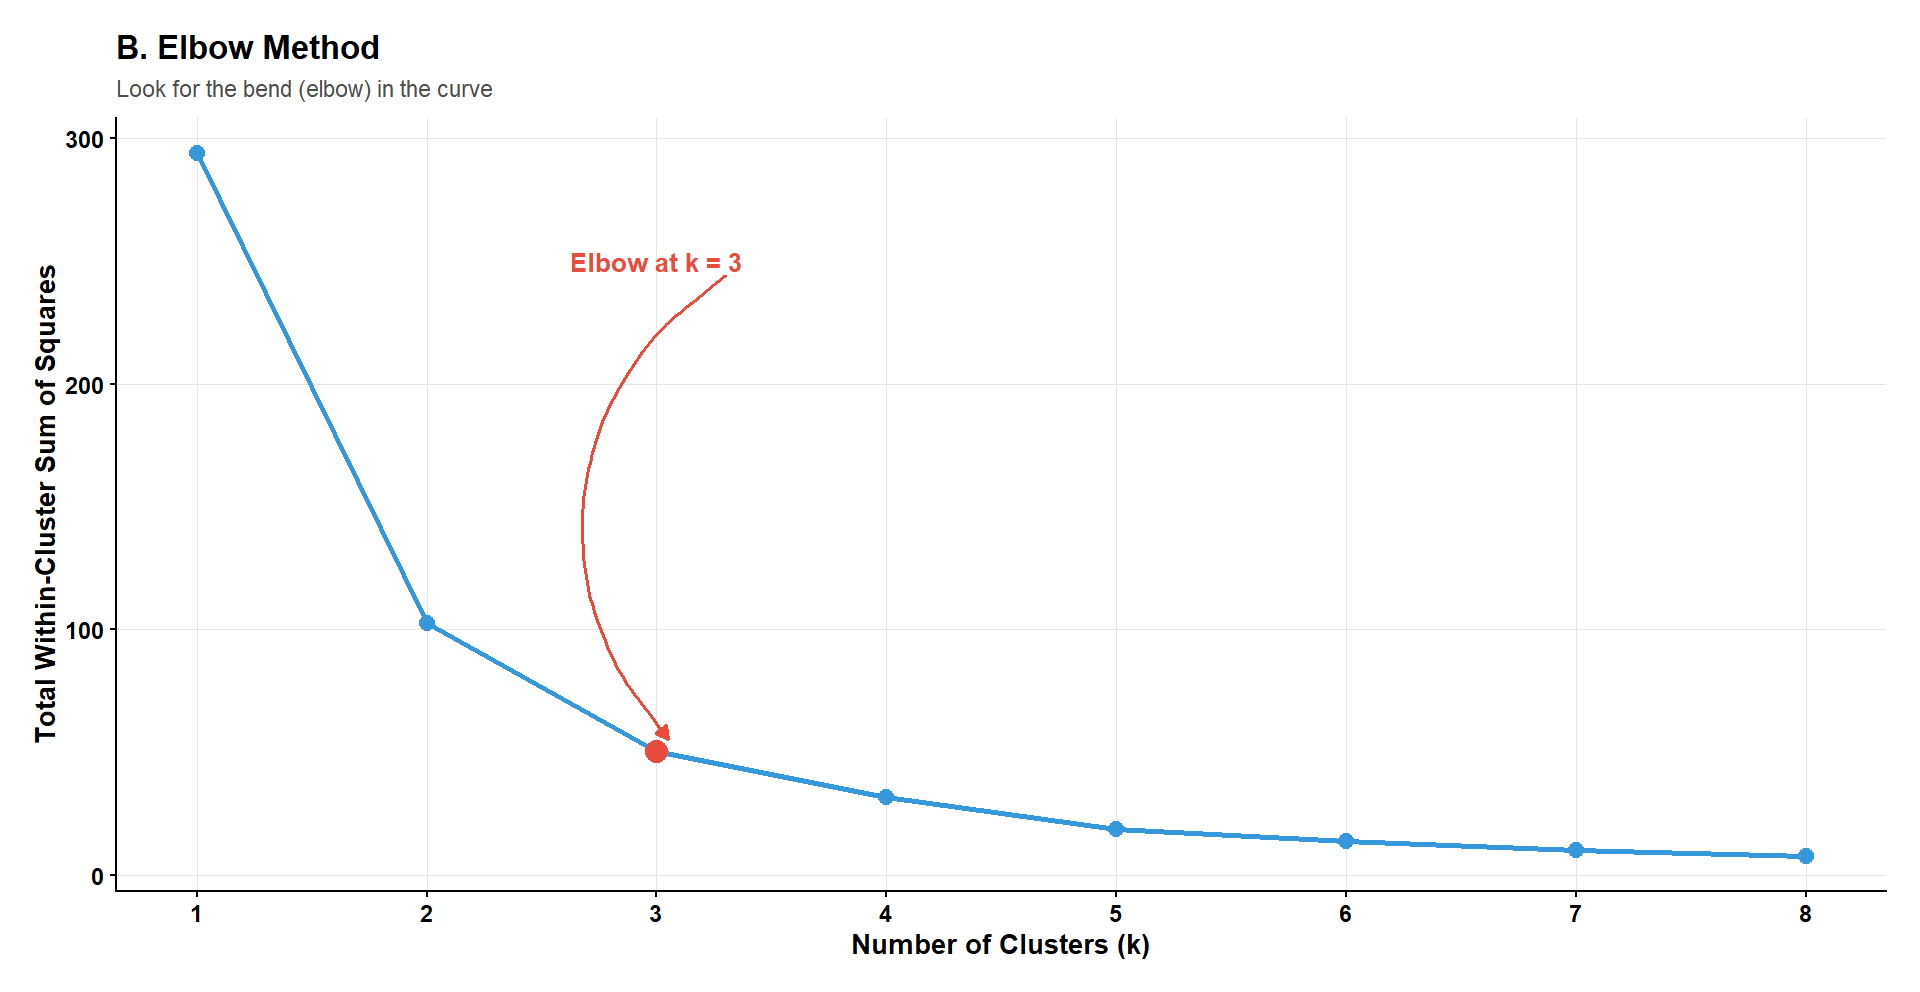 B. Elbow Method
Look for the bend (elbow) in the curve
Total Within-Cluster Sum of Squares
300
200
100
0
Elbow at k = 3
1 2 3 4 5 6 7 8
Number of Clusters (k)